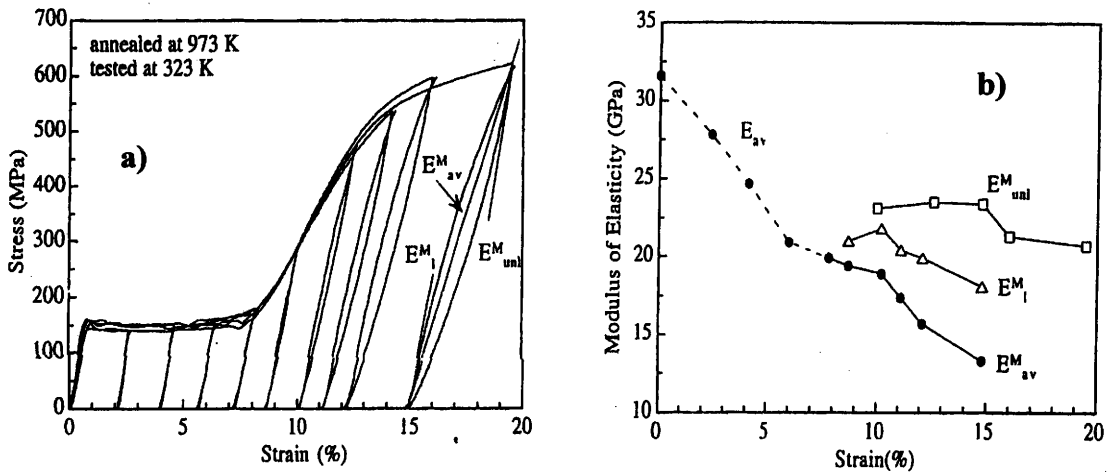 700
600
500
400
300
200
100
0
Stress (MPa)
annealed at 973 K
tested at 323 K
a)
E^M_av
E^M_l
E^M_unl
0 5 10 15 20
Strain (%)
35
30
25
20
15
10
Modulus of Elasticity (GPa)
b)
E_av
E^M_unl
E^M_l
E^M_av
0 5 10 15 20
Strain(%)